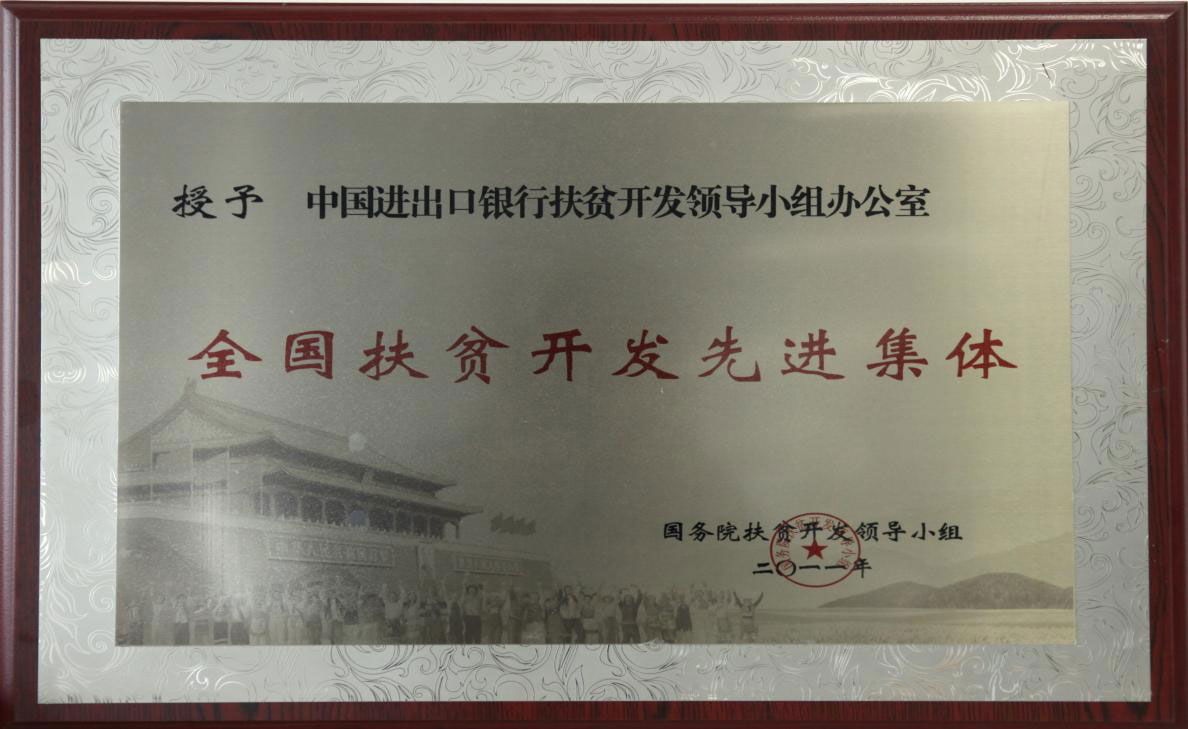 授予 中国进出口银行扶贫开发领导小组办公室
全国扶贫开发先进集体
国务院扶贫开发领导小组
二〇一一年